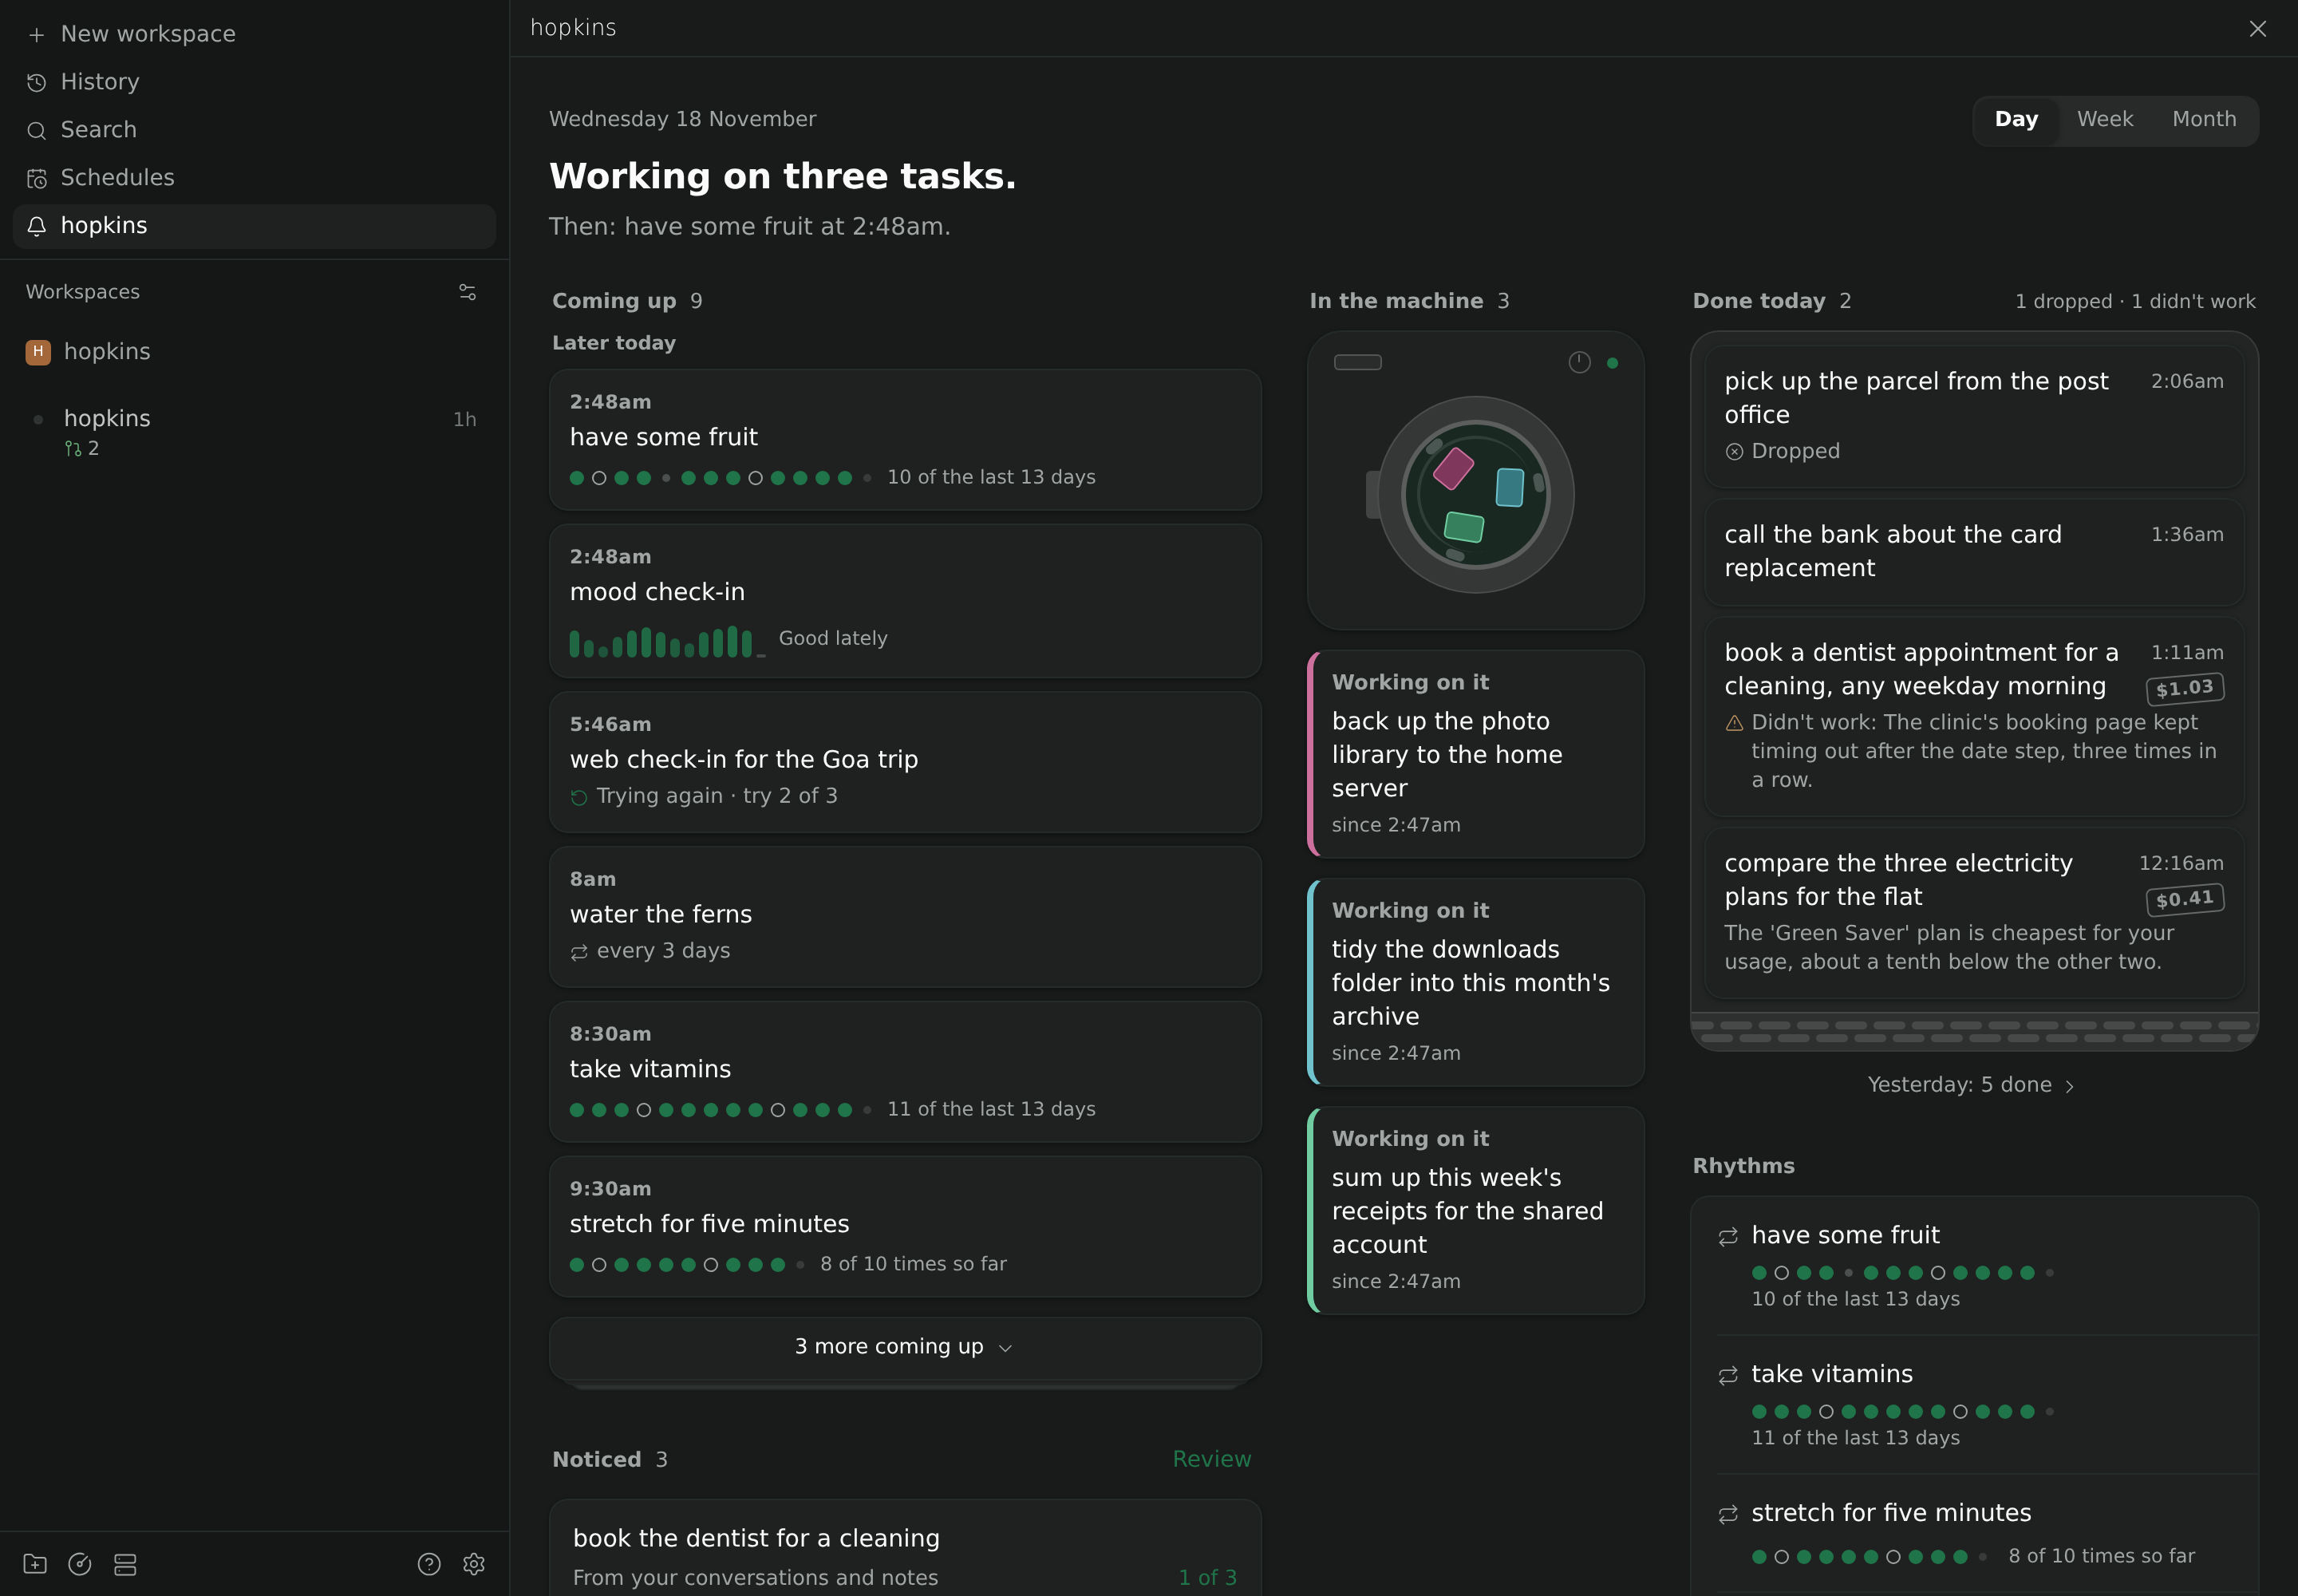 New workspace
History
Search
Schedules
hopkins
Workspaces
H hopkins
hopkins 1h
2
hopkins
Wednesday 18 November
Day Week Month
Working on three tasks.
Then: have some fruit at 2:48am.
Coming up 9
Later today
2:48am
have some fruit
10 of the last 13 days
2:48am
mood check-in
Good lately
5:46am
web check-in for the Goa trip
Trying again · try 2 of 3
8am
water the ferns
every 3 days
8:30am
take vitamins
11 of the last 13 days
9:30am
stretch for five minutes
8 of 10 times so far
3 more coming up
Noticed 3 Review
book the dentist for a cleaning
From your conversations and notes 1 of 3
In the machine 3
Working on it
back up the photo
library to the home
server
since 2:47am
Working on it
tidy the downloads
folder into this month's
archive
since 2:47am
Working on it
sum up this week's
receipts for the shared
account
since 2:47am
Done today 2 1 dropped · 1 didn't work
pick up the parcel from the post 2:06am
office
Dropped
call the bank about the card 1:36am
replacement
book a dentist appointment for a 1:11am
cleaning, any weekday morning $1.03
Didn't work: The clinic's booking page kept
timing out after the date step, three times in
a row.
compare the three electricity 12:16am
plans for the flat $0.41
The 'Green Saver' plan is cheapest for your
usage, about a tenth below the other two.
Yesterday: 5 done
Rhythms
have some fruit
10 of the last 13 days
take vitamins
11 of the last 13 days
stretch for five minutes
8 of 10 times so far